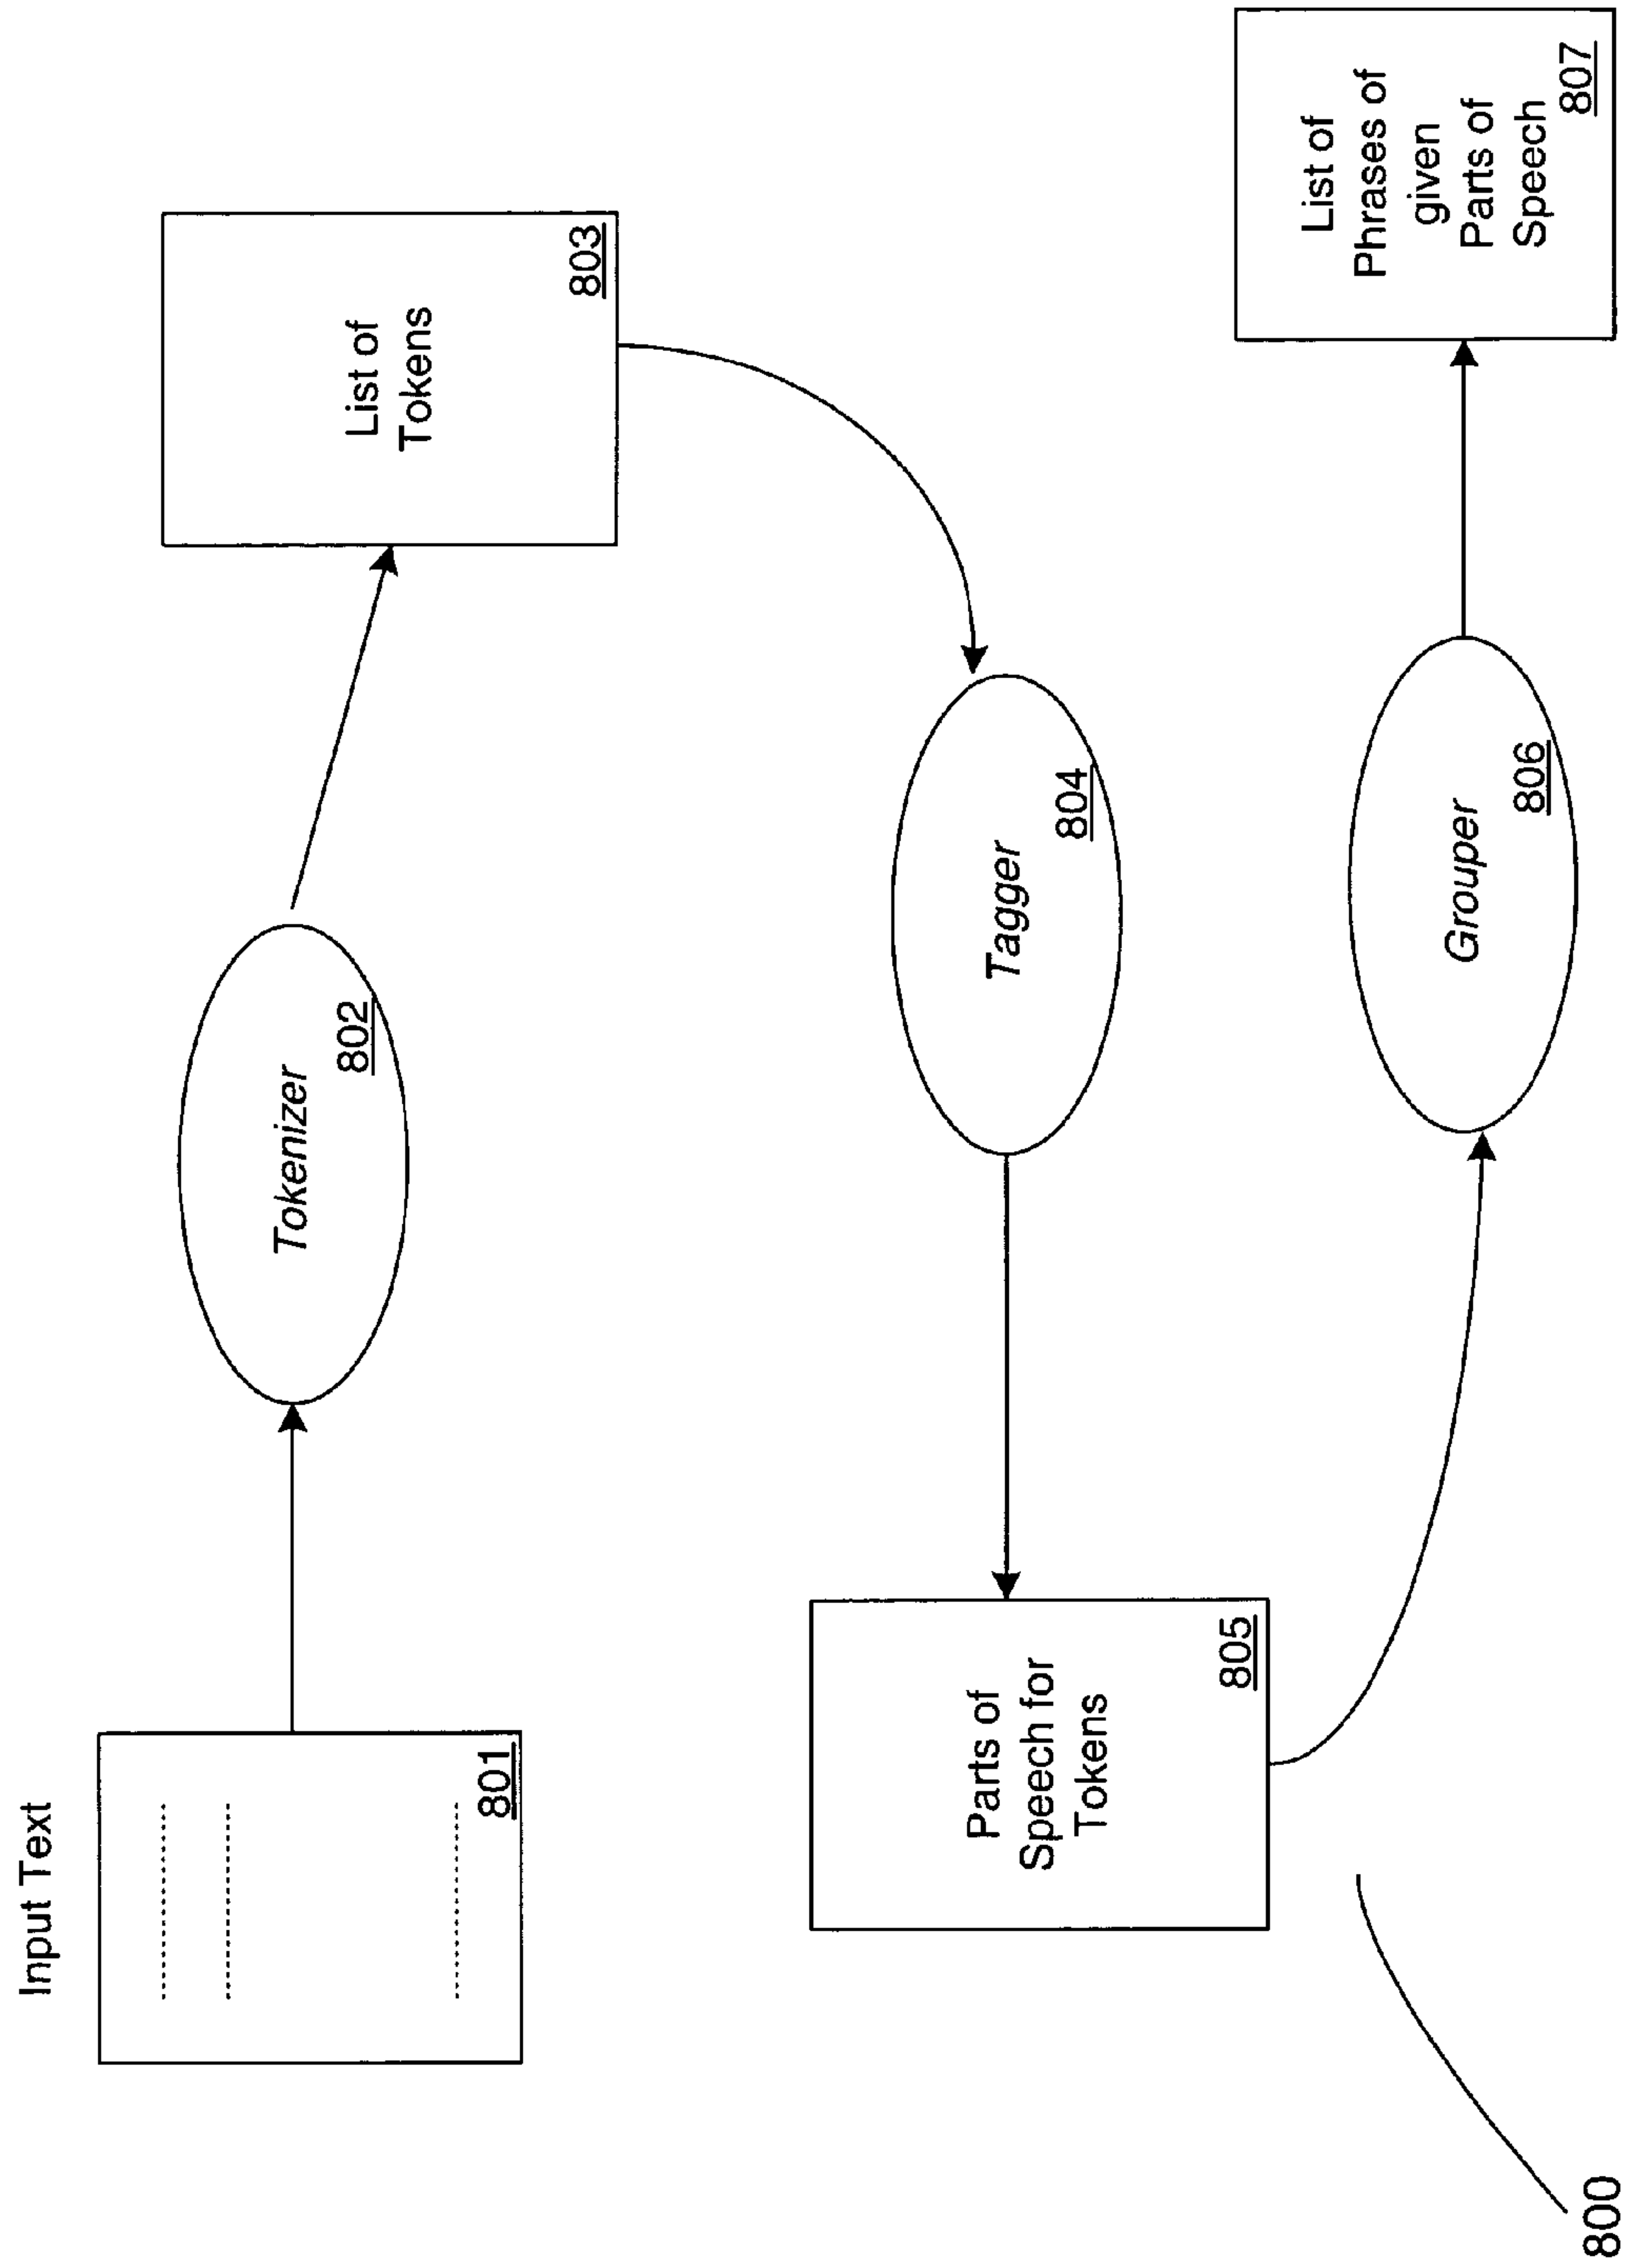 Input Text
801
Tokenizer
802
List of
Tokens
803
Tagger
804
Parts of
Speech for
Tokens
805
Grouper
806
List of
Phrases of
given
Parts of
Speech
807
800